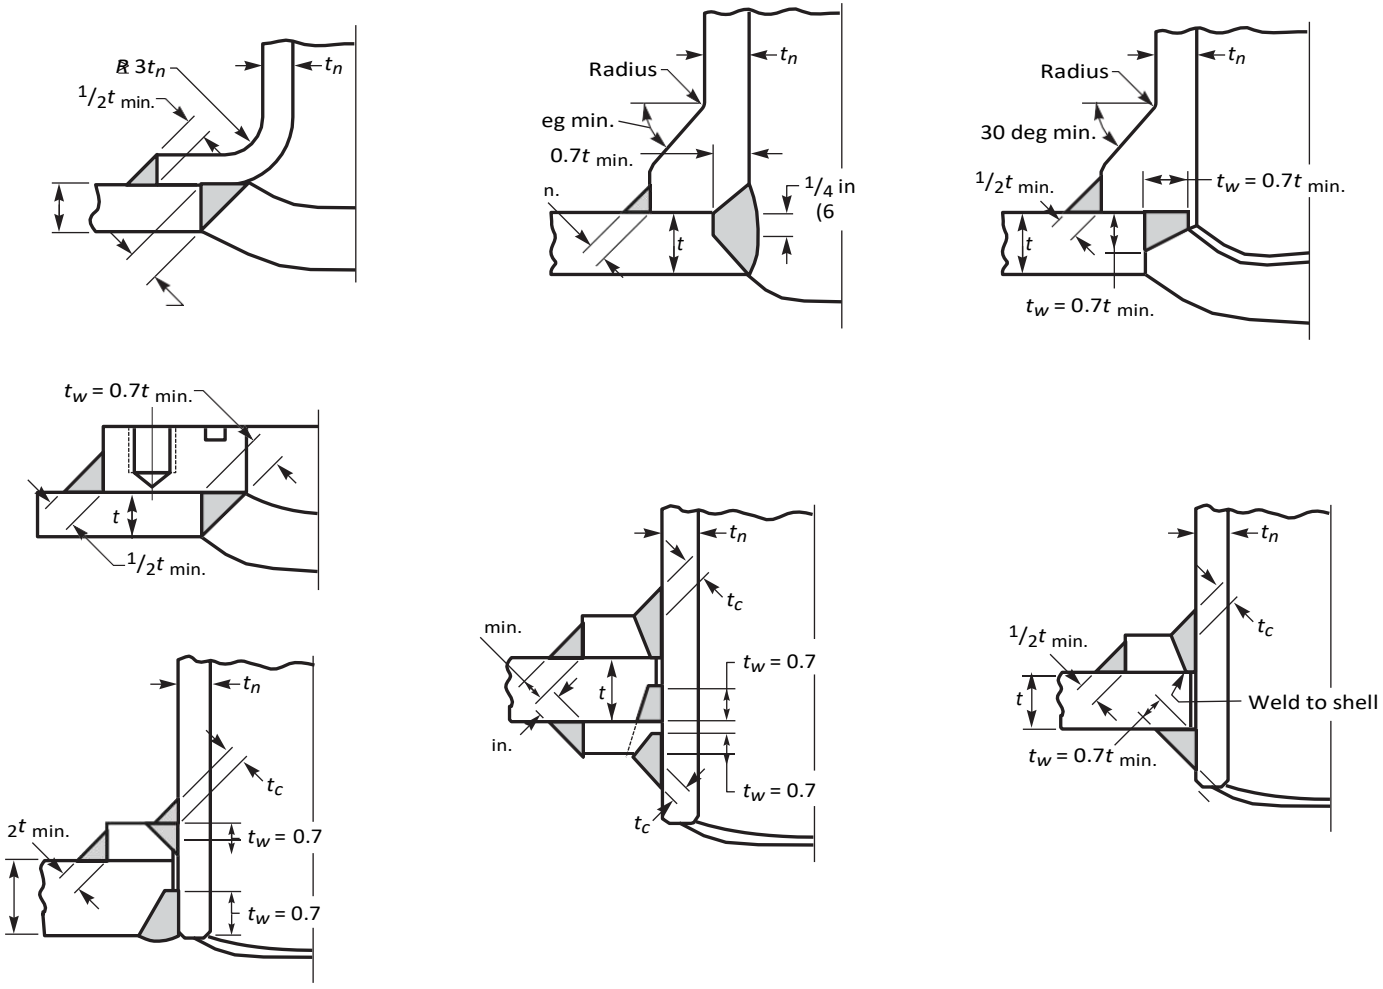 3tn
1/2t min.
tn
Radius
tn
eg min.
0.7t min.
n.
t
1/4 in
(6
Radius
tn
30 deg min.
1/2t min.
tw = 0.7t min.
t
tw = 0.7t min.
tw = 0.7t min.
t
1/2t min.
tn
tc
min.
t
in.
tw = 0.7
tw = 0.7
tc
tn
tc
1/2t min.
t
Weld to shell
tw = 0.7t min.
tn
tc
2t min.
tw = 0.7
tw = 0.7